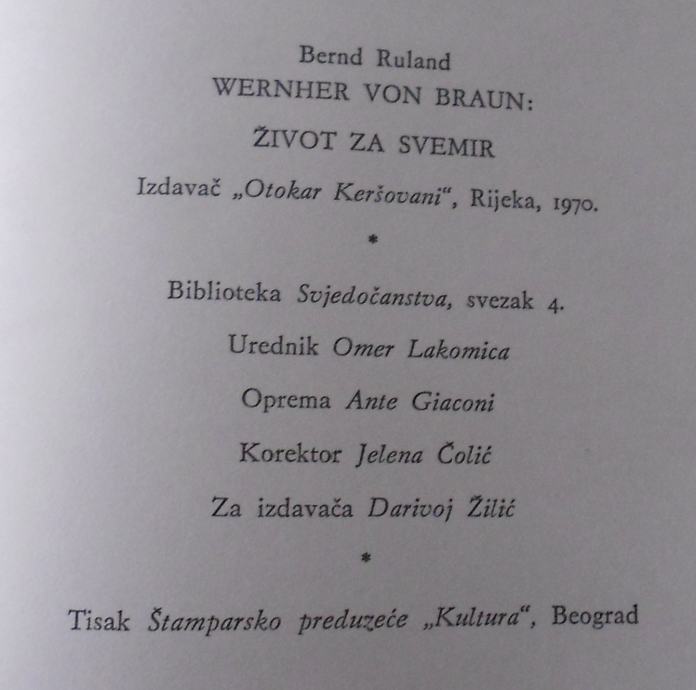 Bernd Ruland
WERNHER VON BRAUN:
ŽIVOT ZA SVEMIR
Izdavač „Otokar Keršovani“, Rijeka, 1970.
*
Biblioteka Svjedočanstva, svezak 4.
Urednik Omer Lakomica
Oprema Ante Giaconi
Korektor Jelena Čolić
Za izdavača Darivoj Žilić
*
Tisak Štamparsko preduzeće „Kultura“, Beograd